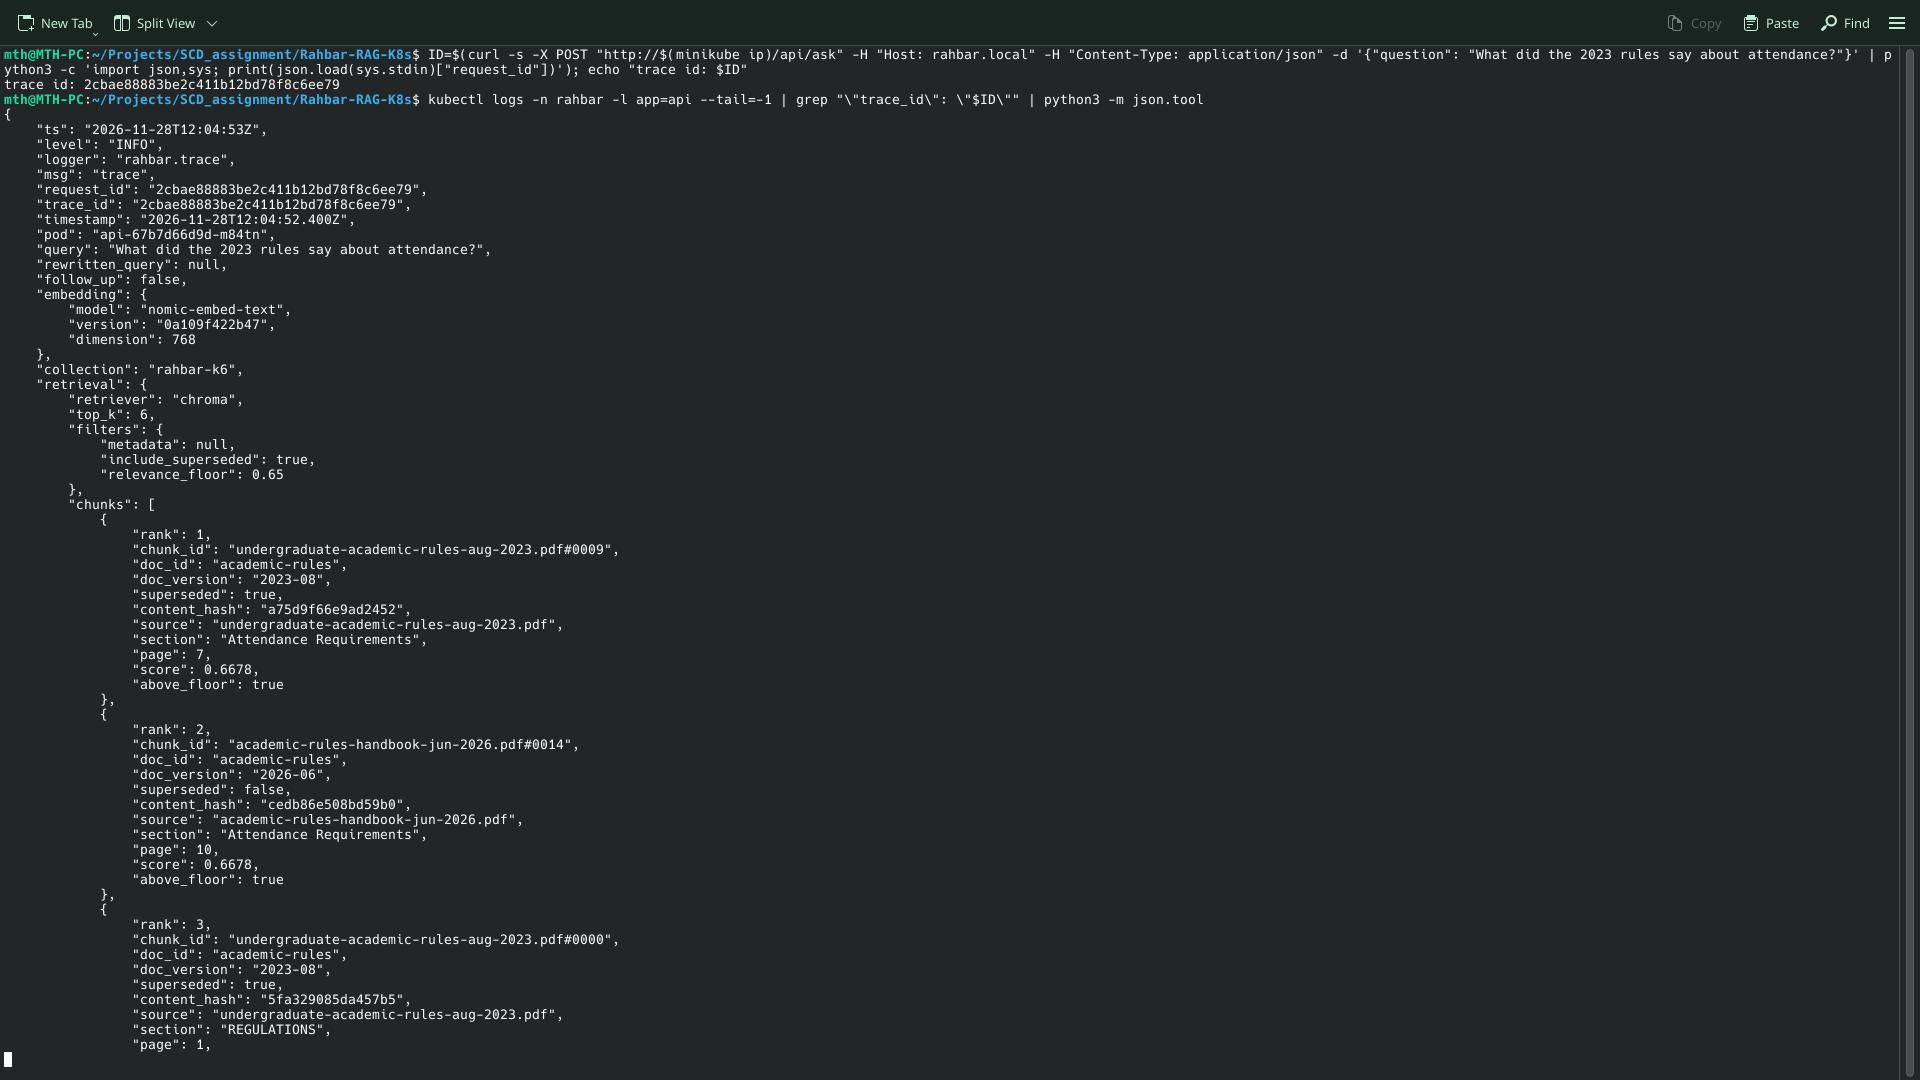 New Tab
Split View
Copy
Paste
Find
mth@MTH-PC:~/Projects/SCD_assignment/Rahbar-RAG-K8s$ ID=$(curl -s -X POST "http://$(minikube ip)/api/ask" -H "Host: rahbar.local" -H "Content-Type: application/json" -d '{"question": "What did the 2023 rules say about attendance?"}' | p
ython3 -c 'import json,sys; print(json.load(sys.stdin)["request_id"])'); echo "trace id: $ID"
trace id: 2cbae88883be2c411b12bd78f8c6ee79
mth@MTH-PC:~/Projects/SCD_assignment/Rahbar-RAG-K8s$ kubectl logs -n rahbar -l app=api --tail=-1 | grep "\"trace_id\": \"$ID\"" | python3 -m json.tool
{
    "ts": "2026-11-28T12:04:53Z",
    "level": "INFO",
    "logger": "rahbar.trace",
    "msg": "trace",
    "request_id": "2cbae88883be2c411b12bd78f8c6ee79",
    "trace_id": "2cbae88883be2c411b12bd78f8c6ee79",
    "timestamp": "2026-11-28T12:04:52.400Z",
    "pod": "api-67b7d66d9d-m84tn",
    "query": "What did the 2023 rules say about attendance?",
    "rewritten_query": null,
    "follow_up": false,
    "embedding": {
        "model": "nomic-embed-text",
        "version": "0a109f422b47",
        "dimension": 768
    },
    "collection": "rahbar-k6",
    "retrieval": {
        "retriever": "chroma",
        "top_k": 6,
        "filters": {
            "metadata": null,
            "include_superseded": true,
            "relevance_floor": 0.65
        },
        "chunks": [
            {
                "rank": 1,
                "chunk_id": "undergraduate-academic-rules-aug-2023.pdf#0009",
                "doc_id": "academic-rules",
                "doc_version": "2023-08",
                "superseded": true,
                "content_hash": "a75d9f66e9ad2452",
                "source": "undergraduate-academic-rules-aug-2023.pdf",
                "section": "Attendance Requirements",
                "page": 7,
                "score": 0.6678,
                "above_floor": true
            },
            {
                "rank": 2,
                "chunk_id": "academic-rules-handbook-jun-2026.pdf#0014",
                "doc_id": "academic-rules",
                "doc_version": "2026-06",
                "superseded": false,
                "content_hash": "cedb86e508bd59b0",
                "source": "academic-rules-handbook-jun-2026.pdf",
                "section": "Attendance Requirements",
                "page": 10,
                "score": 0.6678,
                "above_floor": true
            },
            {
                "rank": 3,
                "chunk_id": "undergraduate-academic-rules-aug-2023.pdf#0000",
                "doc_id": "academic-rules",
                "doc_version": "2023-08",
                "superseded": true,
                "content_hash": "5fa329085da457b5",
                "source": "undergraduate-academic-rules-aug-2023.pdf",
                "section": "REGULATIONS",
                "page": 1,